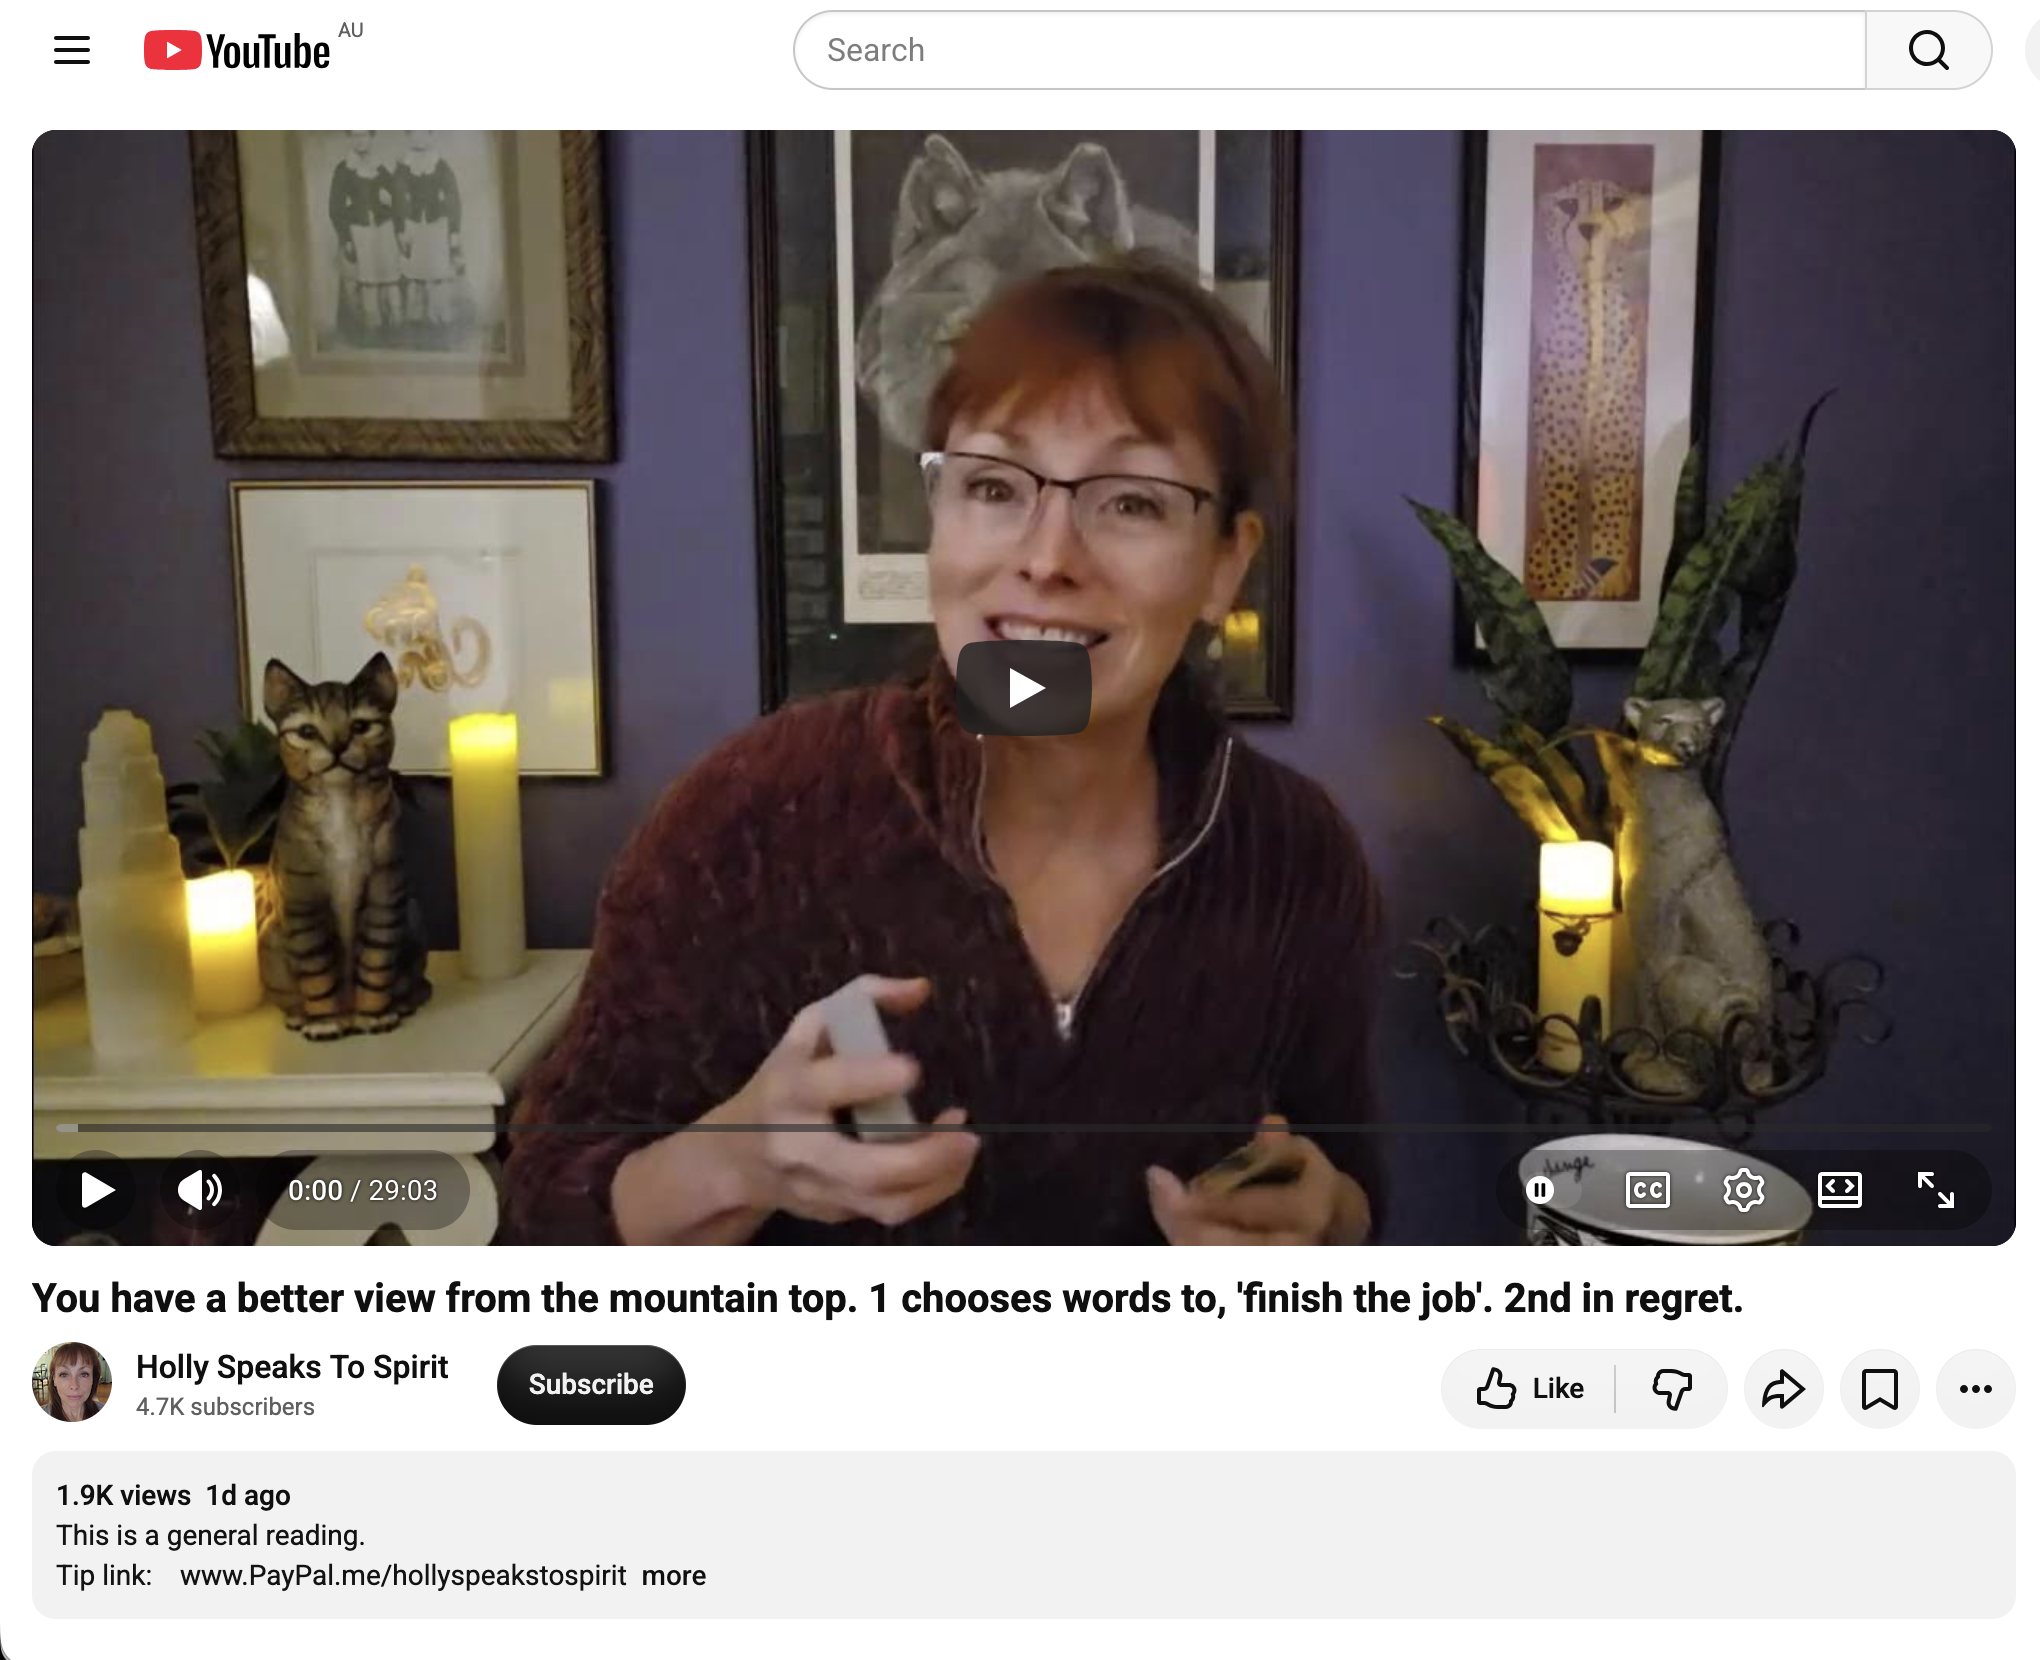 YouTube AU
Search
0:00 / 29:03
CC
You have a better view from the mountain top. 1 chooses words to, 'finish the job'. 2nd in regret.
Holly Speaks To Spirit
4.7K subscribers
Subscribe
Like
1.9K views 1d ago
This is a general reading.
Tip link: www.PayPal.me/hollyspeakstospirit more